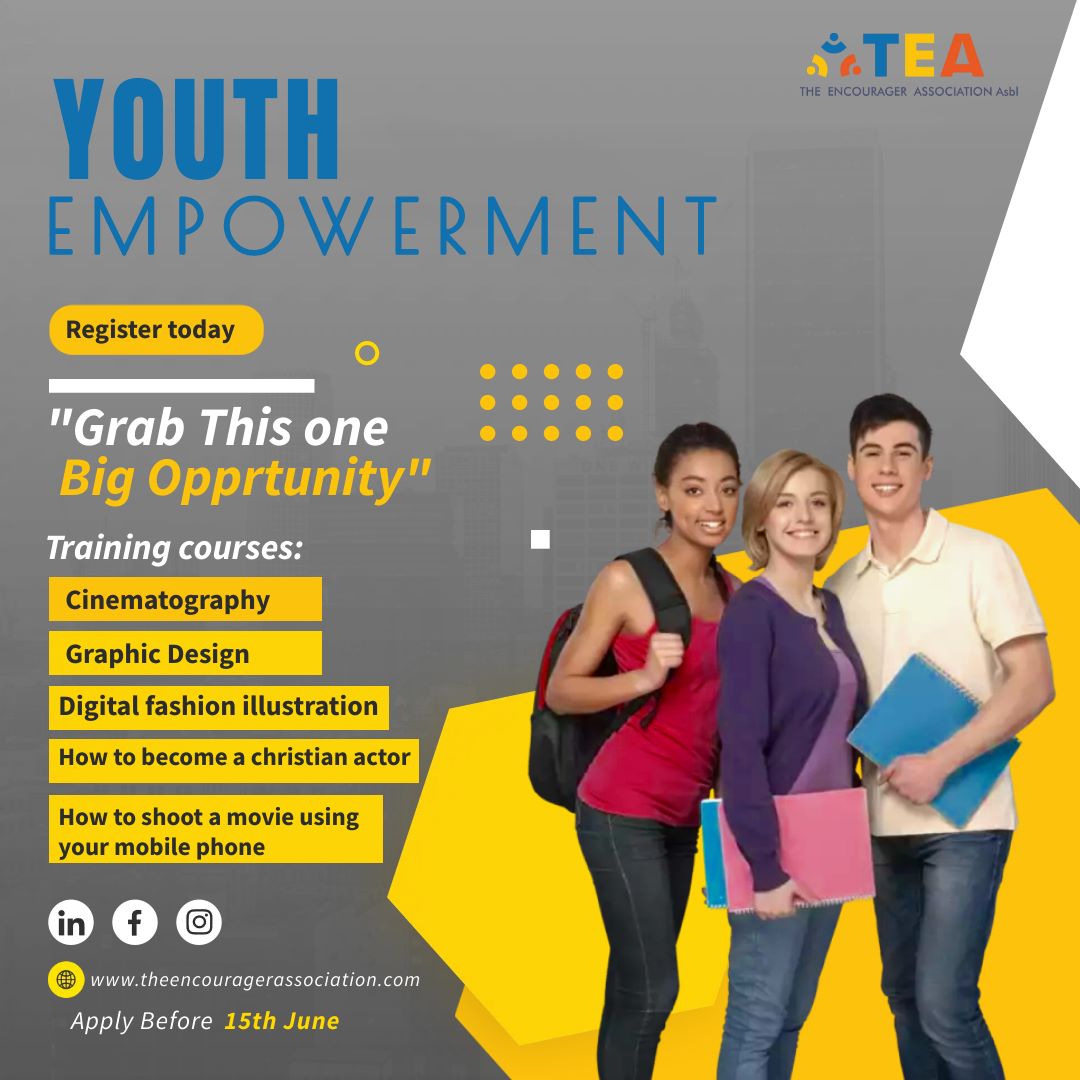 TEA
THE ENCOURAGER ASSOCIATION Asbl
YOUTH
EMPOWERMENT
Register today
"Grab This one
Big Opprtunity"
Training courses:
Cinematography
Graphic Design
Digital fashion illustration
How to become a christian actor
How to shoot a movie using
your mobile phone
in f
www.theencouragerassociation.com
Apply Before 15th June